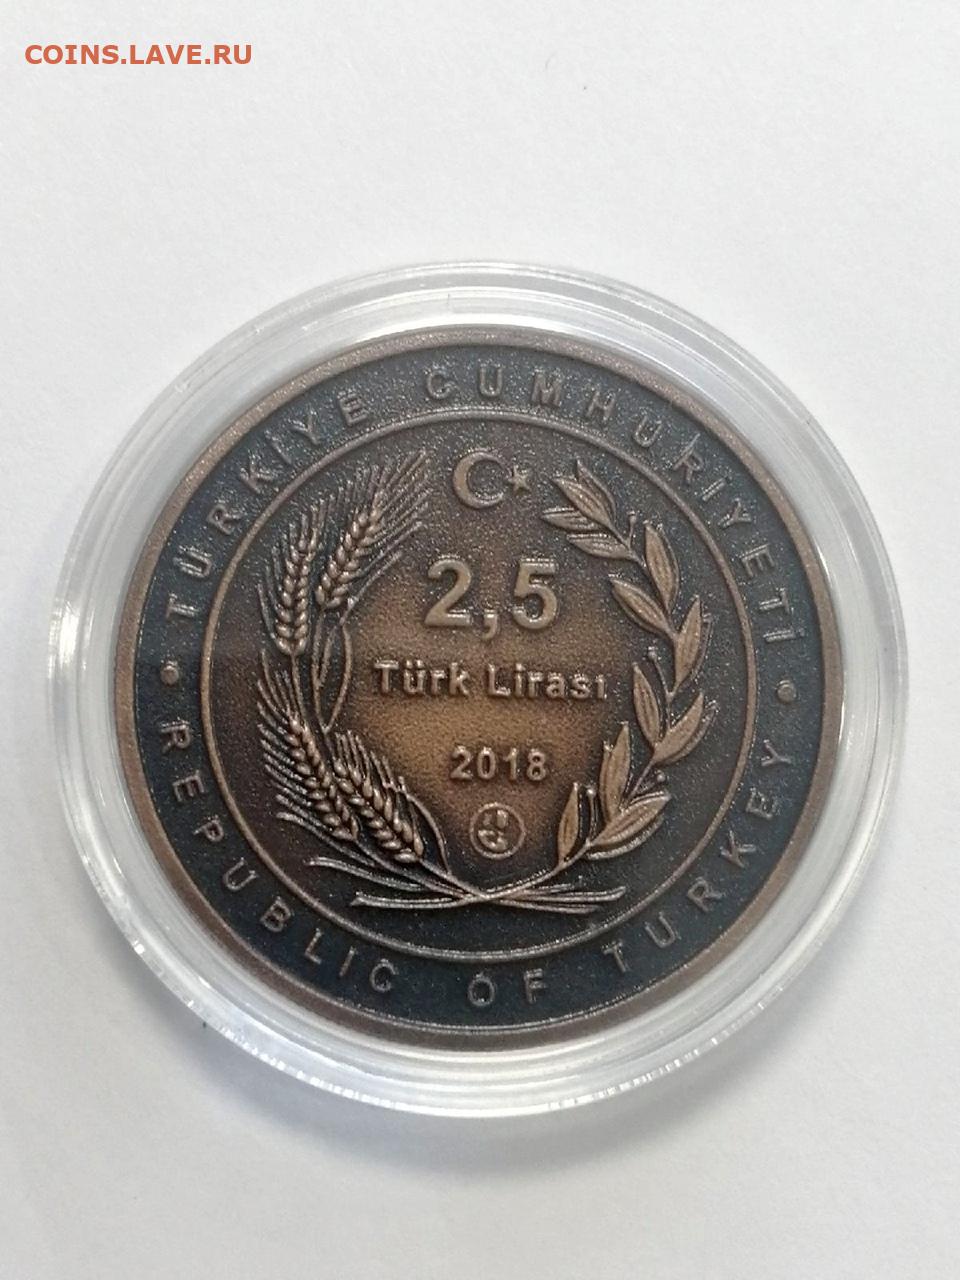 COINS.LAVE.RU
TÜRKİYE CUMHURİYETİ
2,5
Türk Lirası
2018
REPUBLIC OF TURKEY